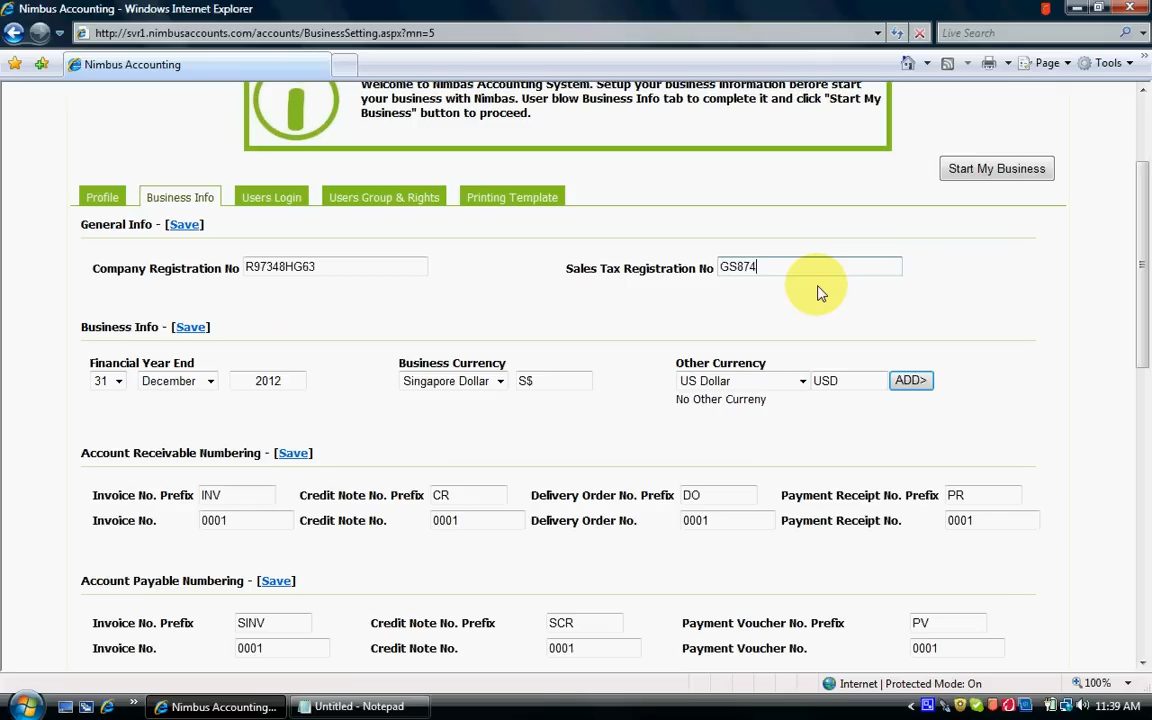 Nimbus Accounting - Windows Internet Explorer
http://svr1.nimbusaccounts.com/accounts/BusinessSetting.aspx?mn=5
Live Search
Nimbus Accounting
Page
Tools
Welcome to Nimbus Accounting System. Setup your business information before start
your business with Nimbas. User blow Business Info tab to complete it and click "Start My
Business" button to proceed.
Start My Business
Profile Business Info Users Login Users Group & Rights Printing Template
General Info - [Save]
Company Registration No R97348HG63 Sales Tax Registration No GS874
Business Info - [Save]
Financial Year End Business Currency Other Currency
31 December 2012 Singapore Dollar S$ US Dollar USD ADD>
No Other Curreny
Account Receivable Numbering - [Save]
Invoice No. Prefix INV Credit Note No. Prefix CR Delivery Order No. Prefix DO Payment Receipt No. Prefix PR
Invoice No. 0001 Credit Note No. 0001 Delivery Order No. 0001 Payment Receipt No. 0001
Account Payable Numbering - [Save]
Invoice No. Prefix SINV Credit Note No. Prefix SCR Payment Voucher No. Prefix PV
Invoice No. 0001 Credit Note No. 0001 Payment Voucher No. 0001
Internet | Protected Mode: On 100%
Nimbus Accounting... Untitled - Notepad 11:39 AM